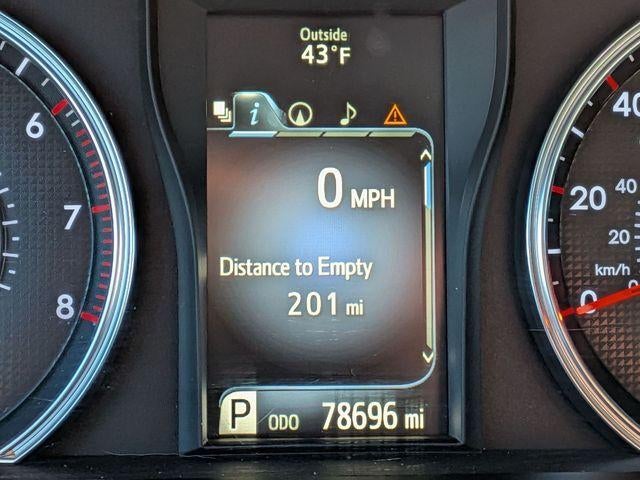 Outside
43°F
i
0 MPH
Distance to Empty
201 mi
P ODO 78696 mi
6
7
8
40
20
0
40
20
0
km/h